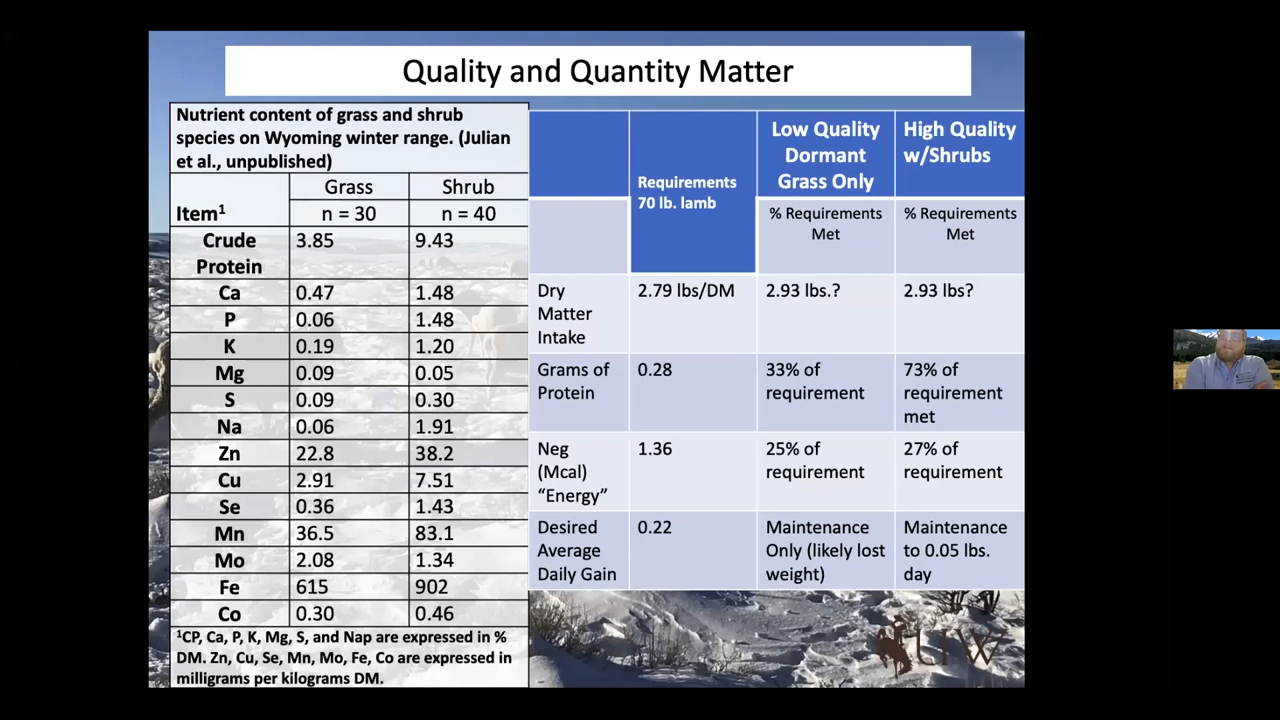 Quality and Quantity Matter
Nutrient content of grass and shrub
species on Wyoming winter range. (Julian
et al., unpublished)
Item1 Grass Shrub
n = 30 n = 40
Crude
Protein 3.85 9.43
Ca 0.47 1.48
P 0.06 1.48
K 0.19 1.20
Mg 0.09 0.05
S 0.09 0.30
Na 0.06 1.91
Zn 22.8 38.2
Cu 2.91 7.51
Se 0.36 1.43
Mn 36.5 83.1
Mo 2.08 1.34
Fe 615 902
Co 0.30 0.46
1CP, Ca, P, K, Mg, S, and Nap are expressed in %
DM. Zn, Cu, Se, Mn, Mo, Fe, Co are expressed in
milligrams per kilograms DM.
Requirements
70 lb. lamb
Low Quality
Dormant
Grass Only
High Quality
w/Shrubs
% Requirements
Met
% Requirements
Met
Dry
Matter
Intake
2.79 lbs/DM
2.93 lbs.?
2.93 lbs?
Grams of
Protein
0.28
33% of
requirement
73% of
requirement
met
Neg
(Mcal)
“Energy”
1.36
25% of
requirement
27% of
requirement
Desired
Average
Daily Gain
0.22
Maintenance
Only (likely lost
weight)
Maintenance
to 0.05 lbs.
day
UW